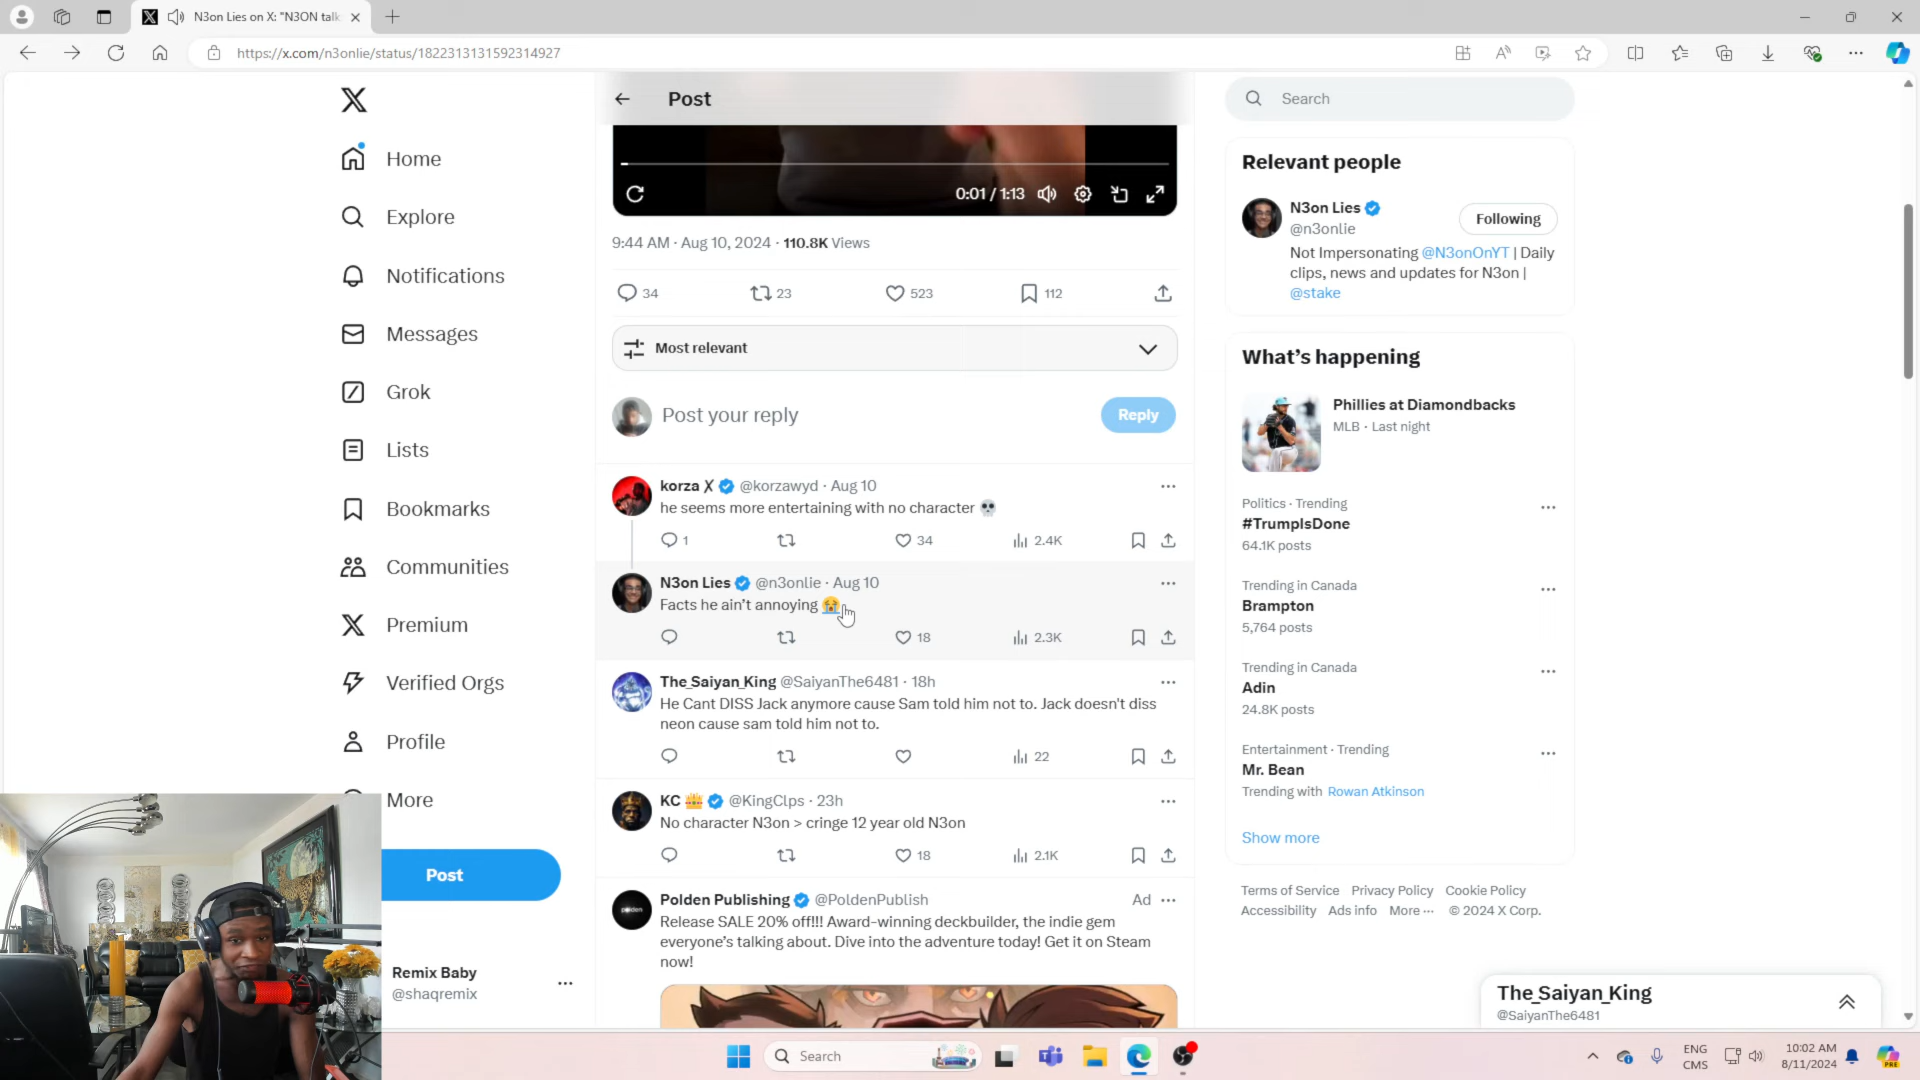 N3on Lies on X: "N3ON talk
https://x.com/n3onlie/status/1822313131592314927
Home
Explore
Notifications
Messages
Grok
Lists
Bookmarks
Communities
Premium
Verified Orgs
Profile
More
Post
Remix Baby
@shaqremix
Post
0:01 / 1:13
9:44 AM · Aug 10, 2024 · 110.8K Views
34 23 523 112
Most relevant
Post your reply
Reply
korza X @korzawyd · Aug 10
he seems more entertaining with no character 💀
1 34 2.4K
N3on Lies @n3onlie · Aug 10
Facts he ain't annoying 😭
18 2.3K
The_Saiyan_King @SaiyanThe6481 · 18h
He Cant DISS Jack anymore cause Sam told him not to. Jack doesn't diss
neon cause sam told him not to.
22
KC 👑 @KingClps · 23h
No character N3on > cringe 12 year old N3on
18 2.1K
Polden Publishing @PoldenPublish Ad
Release SALE 20% off!!! Award-winning deckbuilder, the indie gem
everyone's talking about. Dive into the adventure today! Get it on Steam
now!
Search
Relevant people
N3on Lies
@n3onlie
Following
Not Impersonating @N3onOnYT | Daily
clips, news and updates for N3on |
@stake
What's happening
Phillies at Diamondbacks
MLB · Last night
Politics · Trending
#TrumpIsDone
64.1K posts
Trending in Canada
Brampton
5,764 posts
Trending in Canada
Adin
24.8K posts
Entertainment · Trending
Mr. Bean
Trending with Rowan Atkinson
Show more
Terms of Service Privacy Policy Cookie Policy
Accessibility Ads info More ··· © 2024 X Corp.
The_Saiyan_King
@SaiyanThe6481
Search
ENG
CMS
10:02 AM
8/11/2024